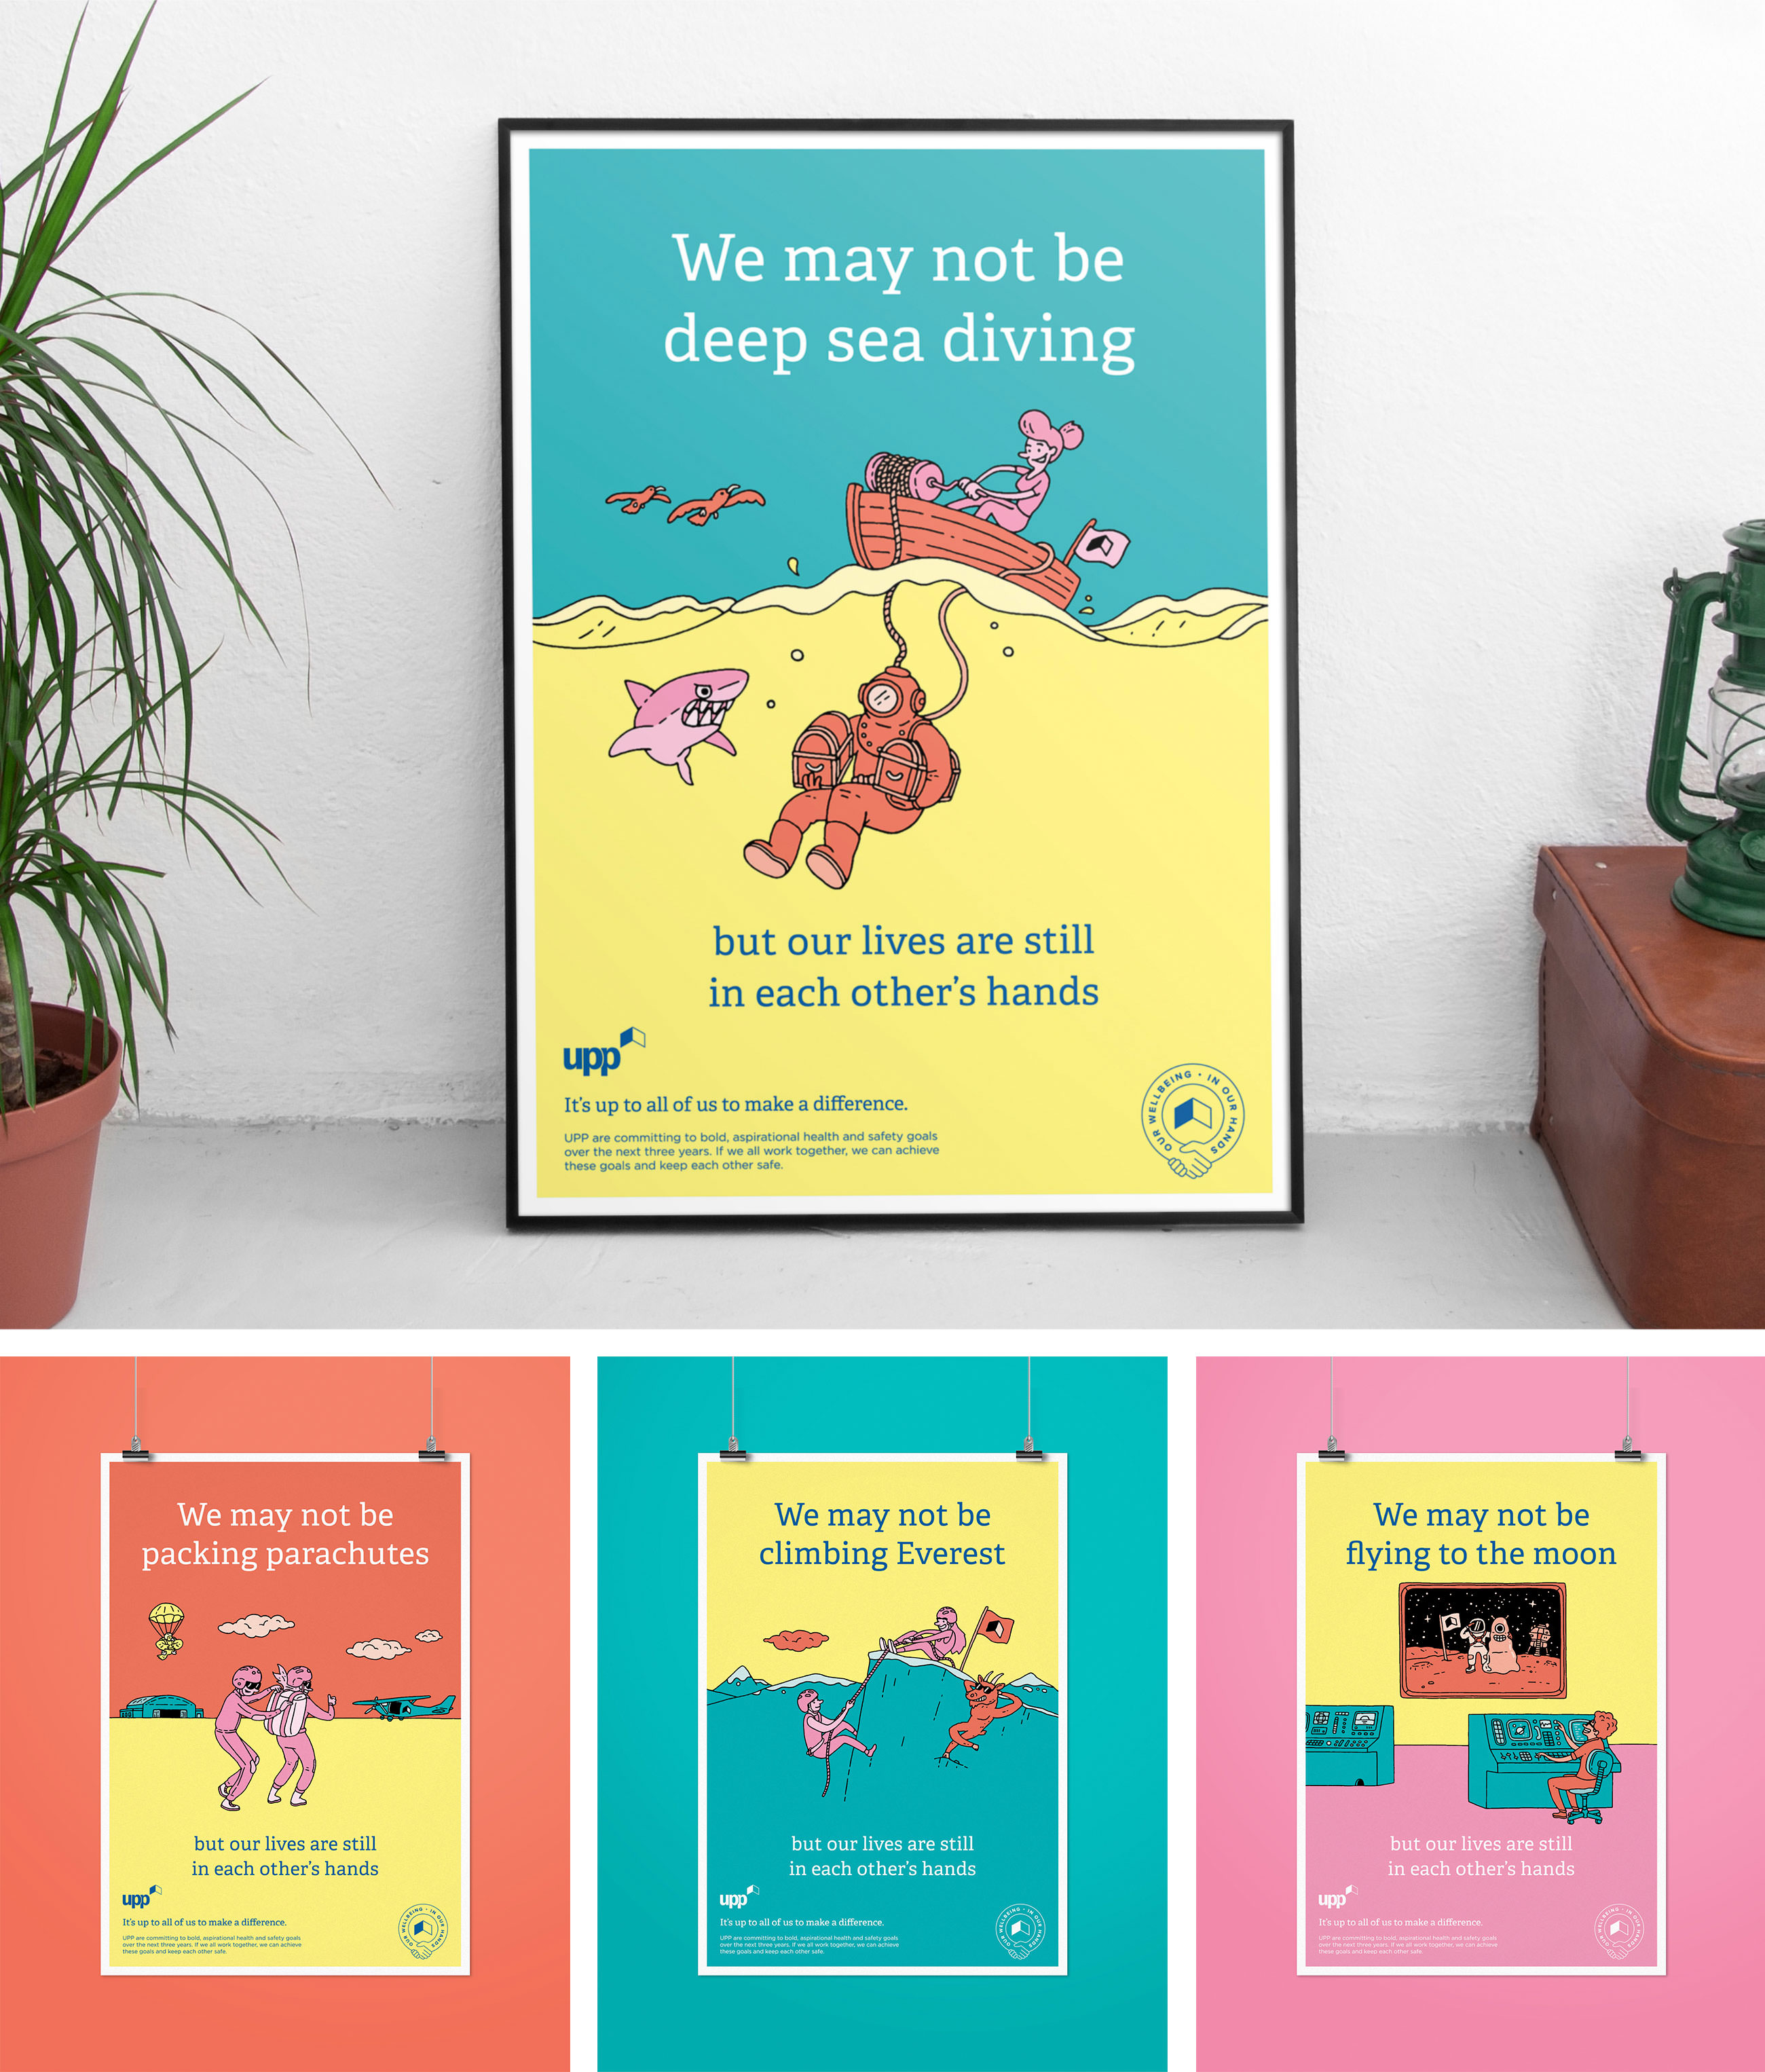 We may not be
deep sea diving
but our lives are still
in each other's hands
upp
It's up to all of us to make a difference.
UPP are committing to bold, aspirational health and safety goals
over the next three years. If we all work together, we can achieve
these goals and keep each other safe.
OUR WELLBEING • IN OUR HANDS
We may not be
packing parachutes
but our lives are still
in each other's hands
upp
It's up to all of us to make a difference.
UPP are committing to bold, aspirational health and safety goals
over the next three years. If we all work together, we can achieve
these goals and keep each other safe.
OUR WELLBEING • IN OUR HANDS
We may not be
climbing Everest
but our lives are still
in each other's hands
upp
It's up to all of us to make a difference.
UPP are committing to bold, aspirational health and safety goals
over the next three years. If we all work together, we can achieve
these goals and keep each other safe.
OUR WELLBEING • IN OUR HANDS
We may not be
flying to the moon
but our lives are still
in each other's hands
upp
It's up to all of us to make a difference.
UPP are committing to bold, aspirational health and safety goals
over the next three years. If we all work together, we can achieve
these goals and keep each other safe.
OUR WELLBEING • IN OUR HANDS